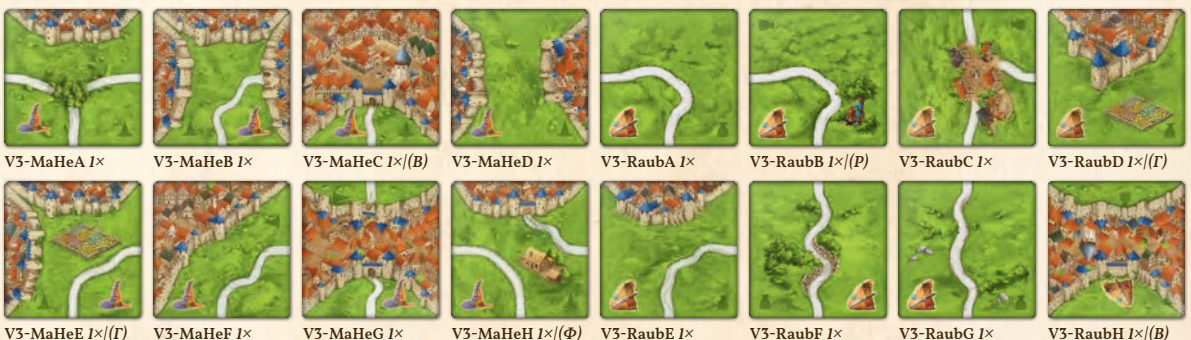 V3-MaHeA 1× V3-MaHeB 1× V3-MaHeC 1×|(В) V3-MaHeD 1× V3-RaubA 1× V3-RaubB 1×|(Р) V3-RaubC 1× V3-RaubD 1×|(Г)
V3-MaHeE 1×|(Г) V3-MaHeF 1× V3-MaHeG 1× V3-MaHeH 1×|(Ф) V3-RaubE 1× V3-RaubF 1× V3-RaubG 1× V3-RaubH 1×|(В)